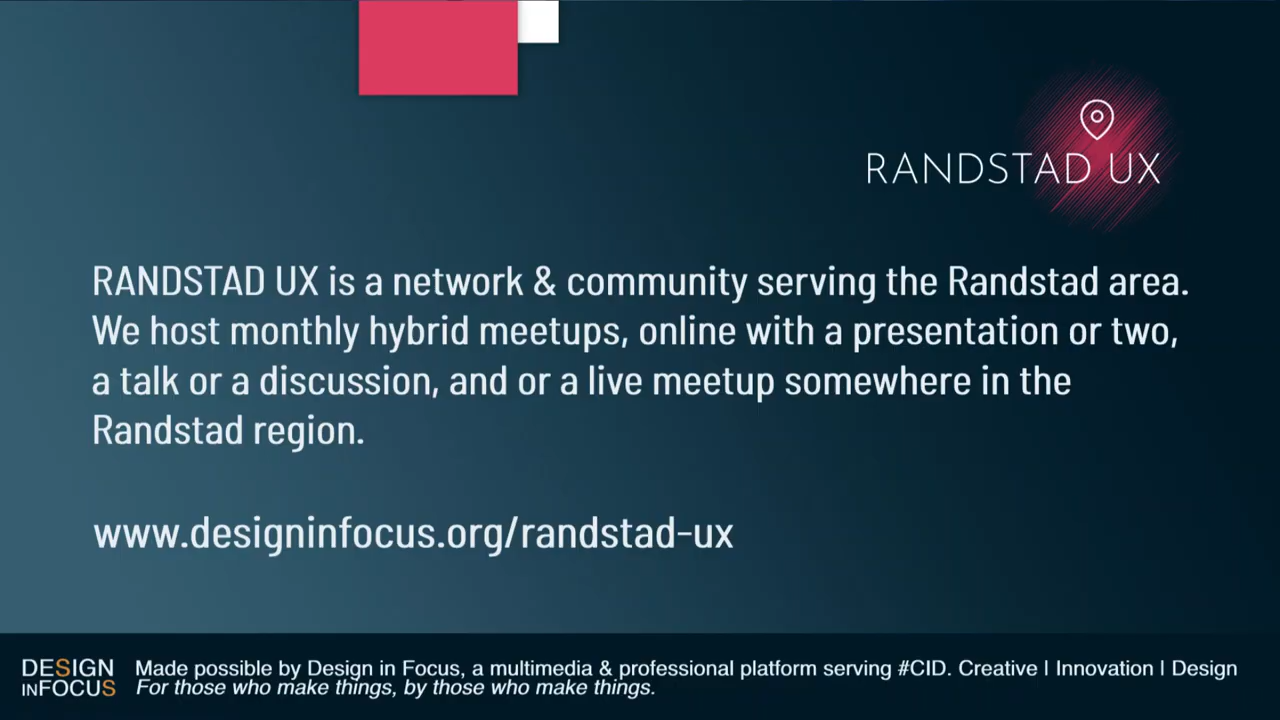 RANDSTAD UX
RANDSTAD UX is a network & community serving the Randstad area.
We host monthly hybrid meetups, online with a presentation or two,
a talk or a discussion, and or a live meetup somewhere in the
Randstad region.
www.designinfocus.org/randstad-ux
DESIGN
INFOCUS
Made possible by Design in Focus, a multimedia & professional platform serving #CID. Creative | Innovation | Design
For those who make things, by those who make things.